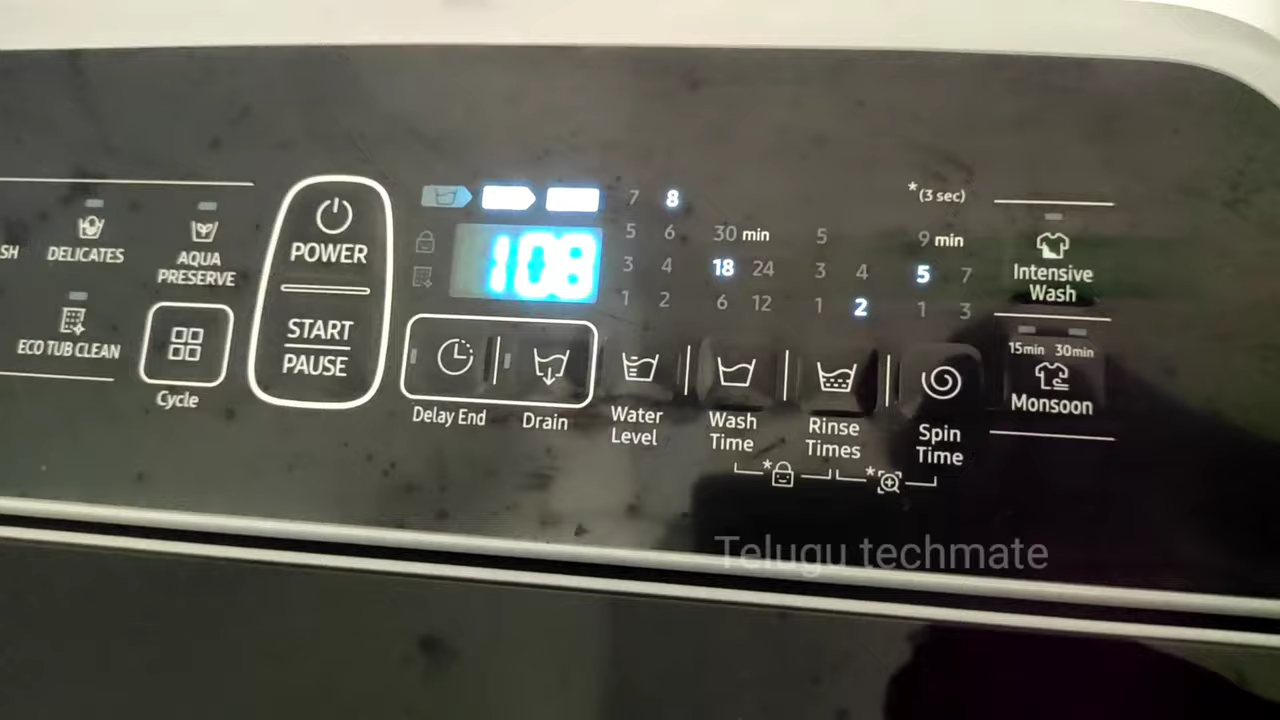 SH
DELICATES
AQUA
PRESERVE
ECO TUB CLEAN
Cycle
POWER
START
PAUSE
108
Delay End
Drain
7 8
5 6
3 4
1 2
Water
Level
30 min
18 24
6 12
Wash
Time
5
3 4
1 2
Rinse
Times
*(3 sec)
9 min
5 7
1 3
Spin
Time
*
*
Intensive
Wash
15min 30min
Monsoon
Telugu techmate